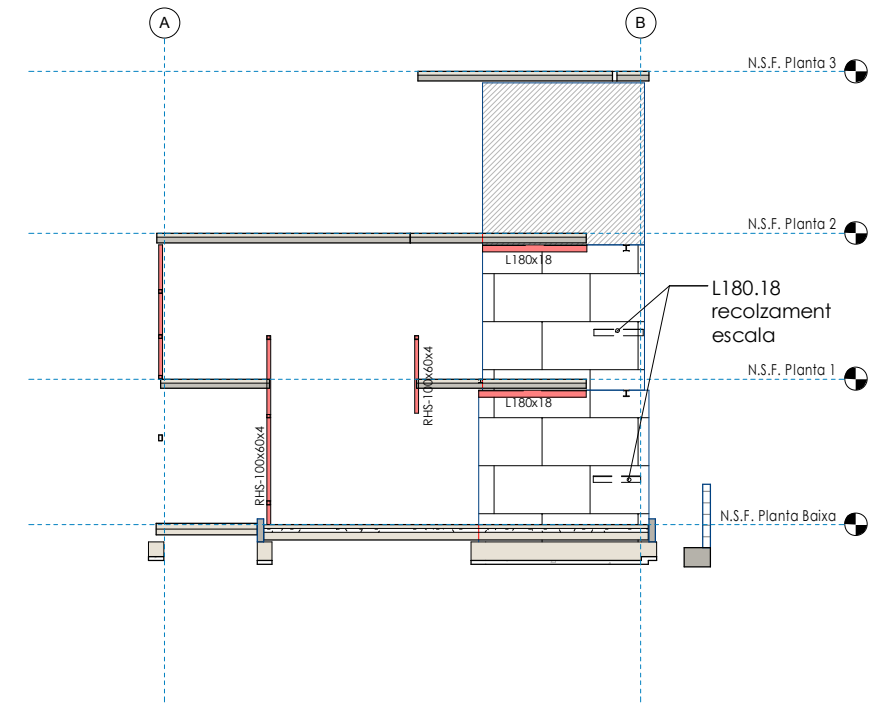 A
B
N.S.F. Planta 3
N.S.F. Planta 2
L180x18
L180.18
recolzament
escala
RHS-100x60x4
N.S.F. Planta 1
L180x18
RHS-100x60x4
N.S.F. Planta Baixa